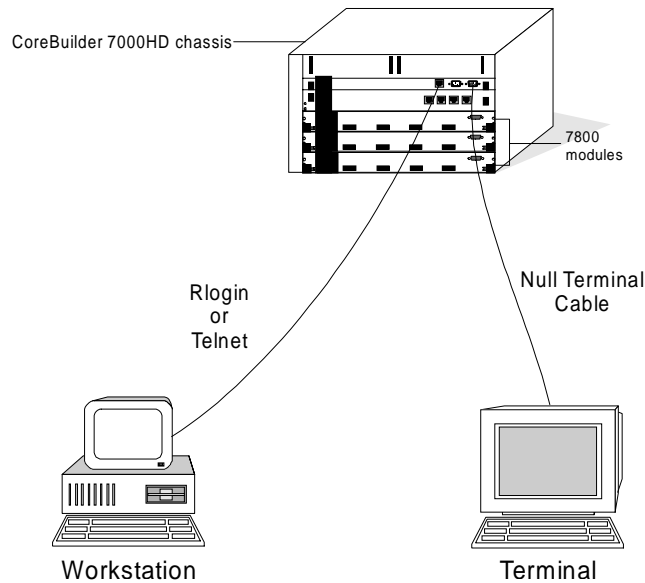 CoreBuilder 7000HD chassis
7800
modules
Rlogin
or
Telnet
Null Terminal
Cable
Workstation
Terminal